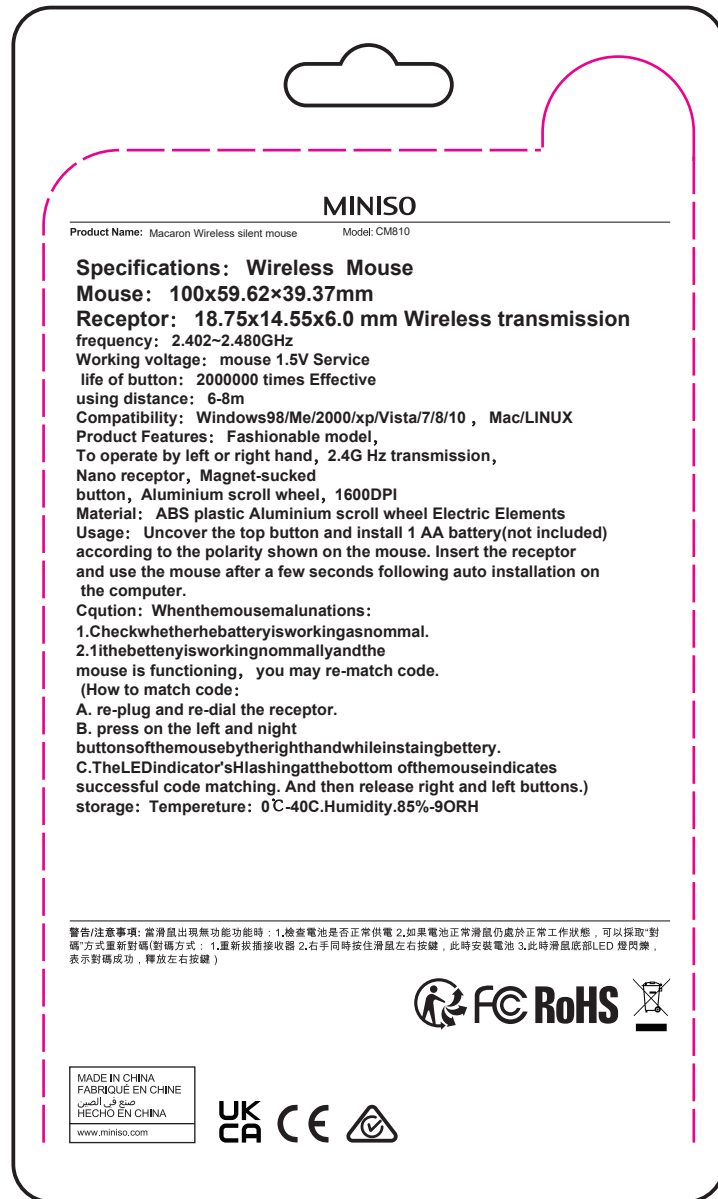 MINISO
Product Name: Macaron Wireless silent mouse Model: CM810
Specifications: Wireless Mouse
Mouse: 100x59.62×39.37mm
Receptor: 18.75x14.55x6.0 mm Wireless transmission
frequency: 2.402~2.480GHz
Working voltage: mouse 1.5V Service
life of button: 2000000 times Effective
using distance: 6-8m
Compatibility: Windows98/Me/2000/xp/Vista/7/8/10 , Mac/LINUX
Product Features: Fashionable model,
To operate by left or right hand, 2.4G Hz transmission,
Nano receptor, Magnet-sucked
button, Aluminium scroll wheel, 1600DPI
Material: ABS plastic Aluminium scroll wheel Electric Elements
Usage: Uncover the top button and install 1 AA battery(not included)
according to the polarity shown on the mouse. Insert the receptor
and use the mouse after a few seconds following auto installation on
the computer.
Cqution: Whenthemousemalunations:
1.Checkwhetherhebatteryisworkingasnommal.
2.1ithebettenyisworkingnommallyandthe
mouse is functioning, you may re-match code.
(How to match code:
A. re-plug and re-dial the receptor.
B. press on the left and night
buttonsofthemousebytherighthandwhileinstaingbettery.
C.TheLEDindicator'sHlashingatthebottom ofthemouseindicates
successful code matching. And then release right and left buttons.)
storage: Tempereture: 0℃-40C.Humidity.85%-9ORH
警告/注意事項: 當滑鼠出現無功能功能時：1.檢查電池是否正常供電 2.如果電池正常滑鼠仍處於正常工作狀態，可以採取“對
碼”方式重新對碼(對碼方式： 1.重新拔插接收器 2.右手同時按住滑鼠左右按鍵，此時安裝電池 3.此時滑鼠底部LED 燈閃爍，
表示對碼成功，釋放左右按鍵 )
FC RoHS
MADE IN CHINA
FABRIQUÉ EN CHINE
صنع في الصين
HECHO EN CHINA
www.miniso.com
UK
CA CE